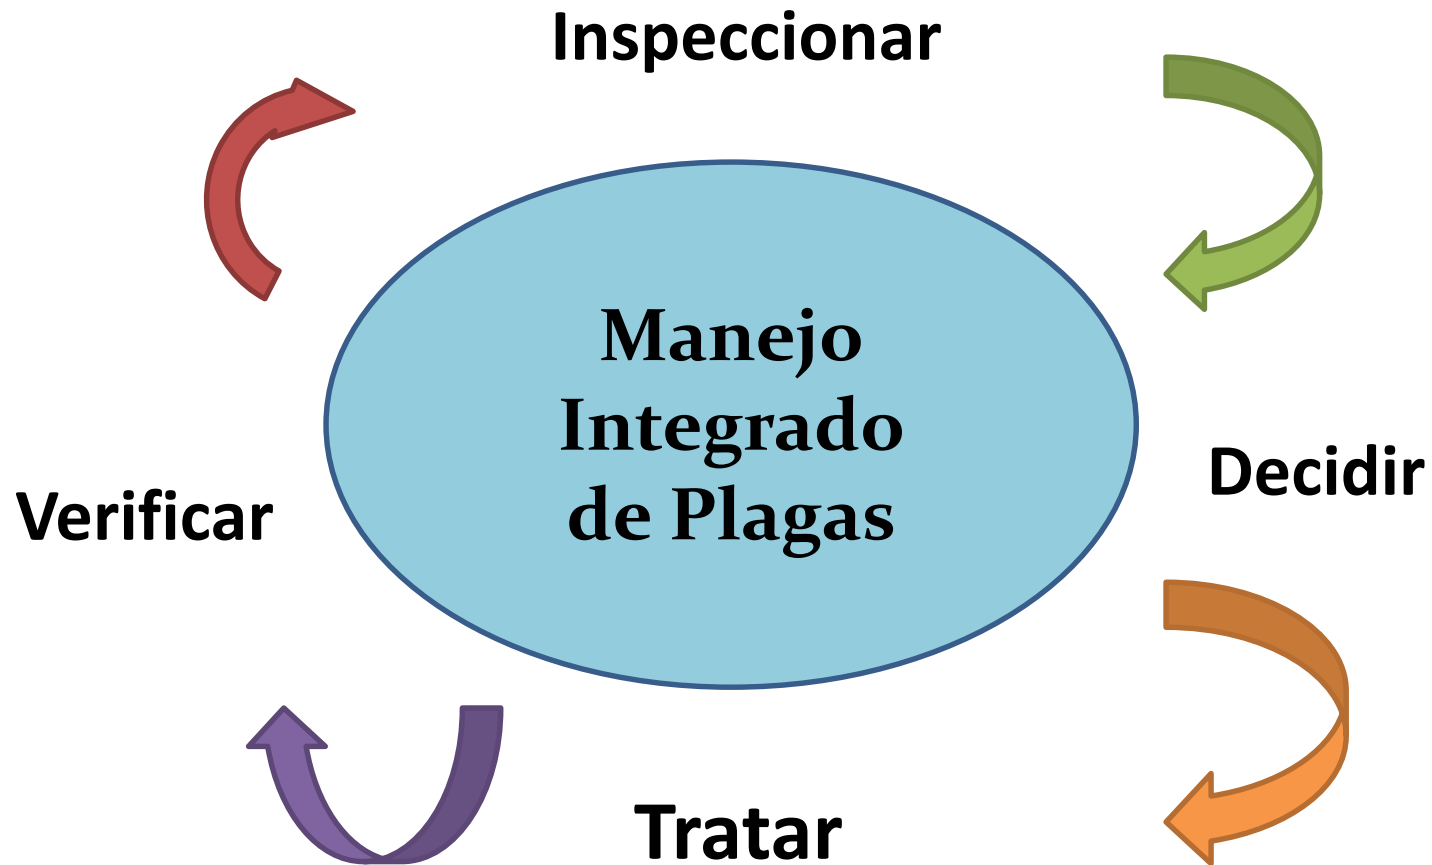 Inspeccionar
Manejo
Integrado
de Plagas
Decidir
Verificar
Tratar